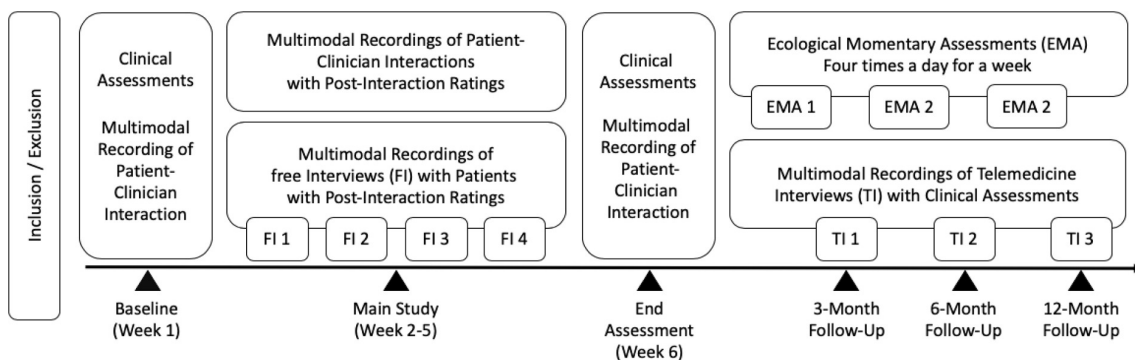 Inclusion / Exclusion
Clinical
Assessments
Multimodal
Recording of
Patient-
Clinician
Interaction
Multimodal Recordings of Patient-
Clinician Interactions
with Post-Interaction Ratings
Multimodal Recordings of
free Interviews (FI) with Patients
with Post-Interaction Ratings
FI 1
FI 2
FI 3
FI 4
Clinical
Assessments
Multimodal
Recording of
Patient-
Clinician
Interaction
Ecological Momentary Assessments (EMA)
Four times a day for a week
EMA 1
EMA 2
EMA 2
Multimodal Recordings of Telemedicine
Interviews (TI) with Clinical Assessments
TI 1
TI 2
TI 3
Baseline
(Week 1)
Main Study
(Week 2-5)
End
Assessment
(Week 6)
3-Month
Follow-Up
6-Month
Follow-Up
12-Month
Follow-Up